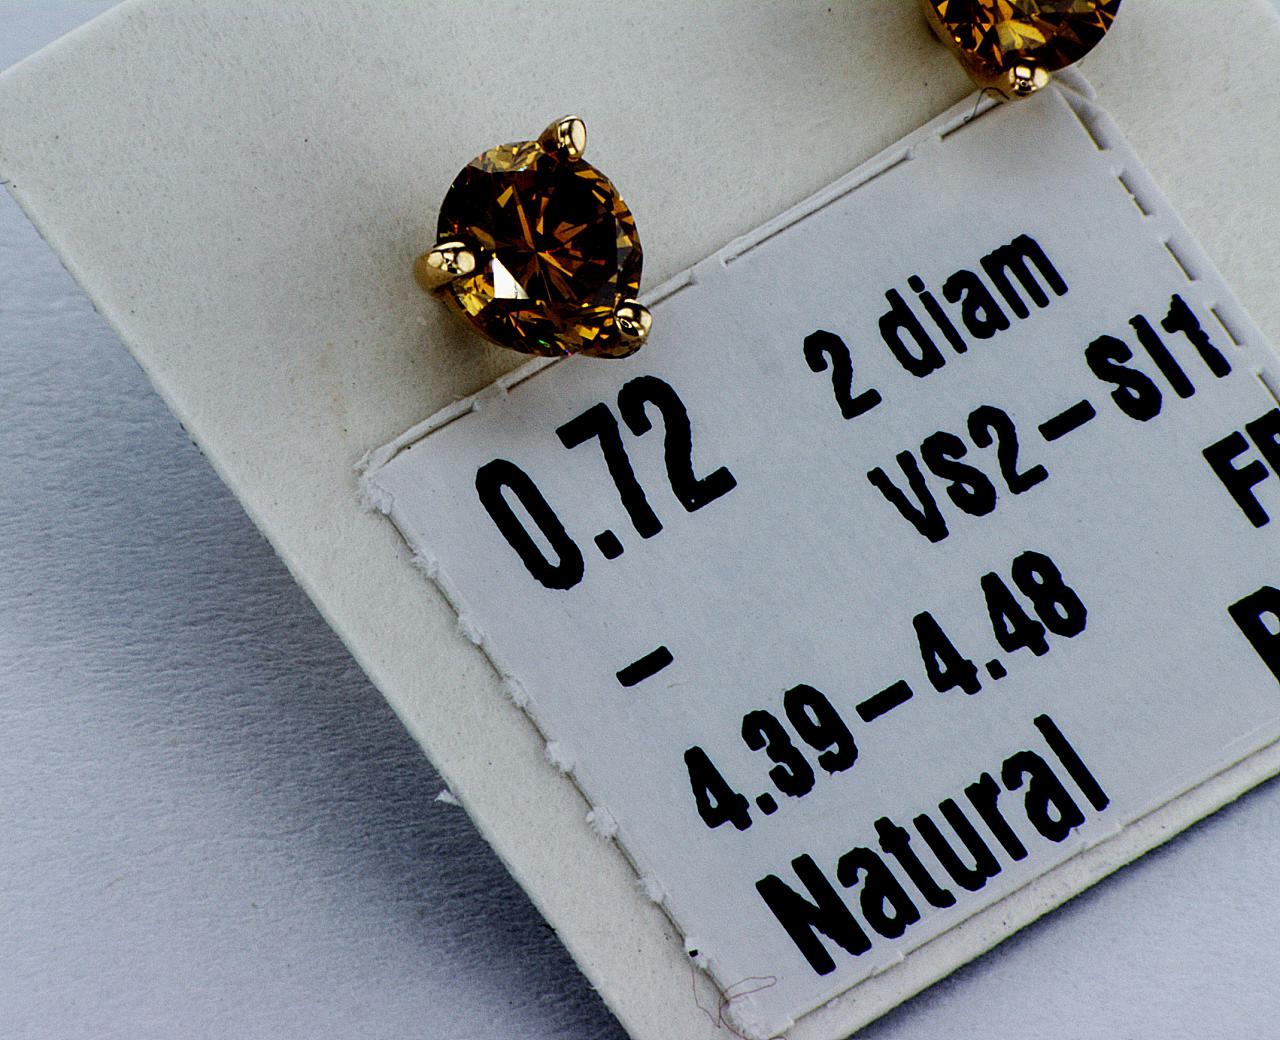 0.72 2 diam
VS2-SI1
-
4.39-4.48
Natural